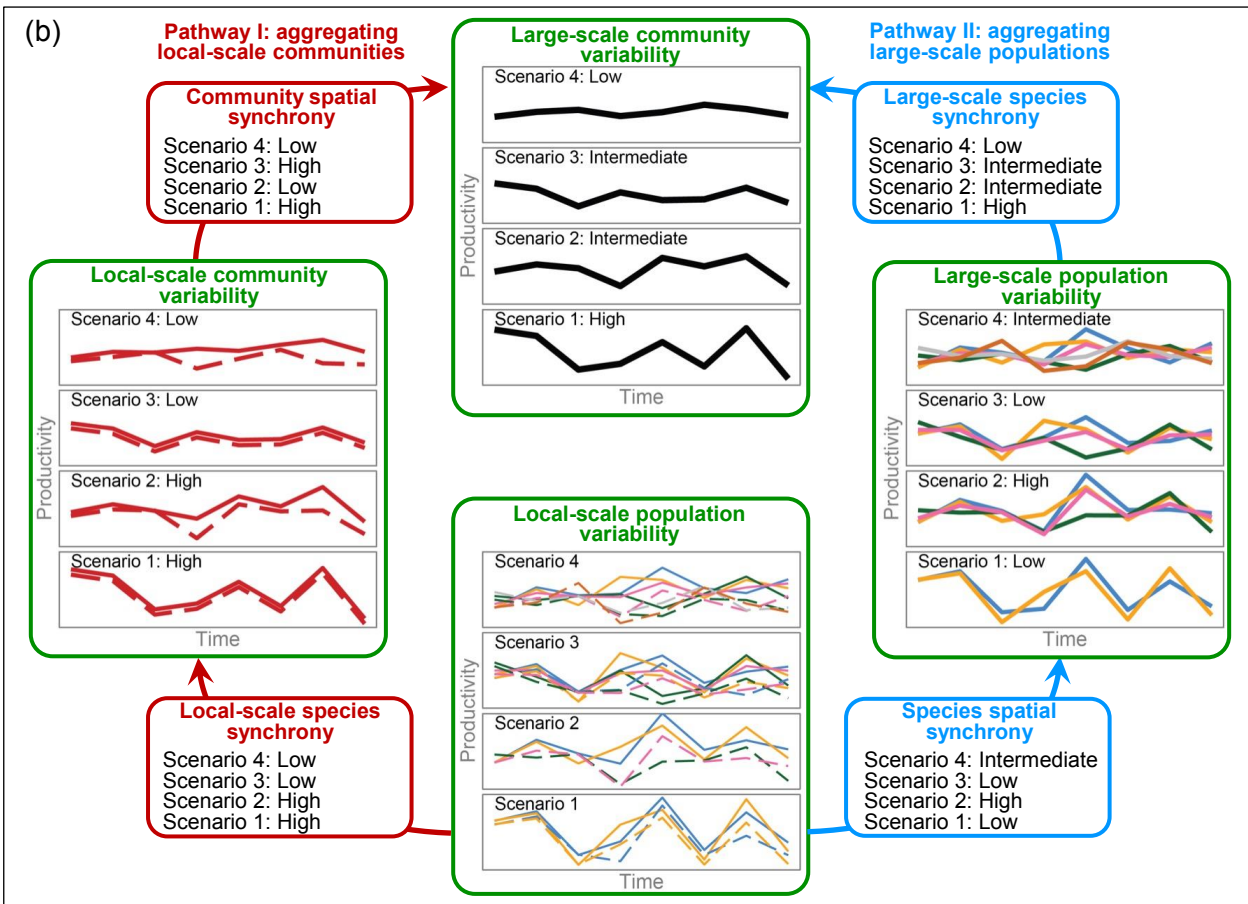 (b)
Pathway I: aggregating
local-scale communities
Community spatial
synchrony
Scenario 4: Low
Scenario 3: High
Scenario 2: Low
Scenario 1: High
Large-scale community
variability
Scenario 4: Low
Scenario 3: Intermediate
Scenario 2: Intermediate
Scenario 1: High
Productivity
Time
Pathway II: aggregating
large-scale populations
Large-scale species
synchrony
Scenario 4: Low
Scenario 3: Intermediate
Scenario 2: Intermediate
Scenario 1: High
Local-scale community
variability
Scenario 4: Low
Scenario 3: Low
Scenario 2: High
Scenario 1: High
Productivity
Time
Large-scale population
variability
Scenario 4: Intermediate
Scenario 3: Low
Scenario 2: High
Scenario 1: Low
Productivity
Time
Local-scale species
synchrony
Scenario 4: Low
Scenario 3: Low
Scenario 2: High
Scenario 1: High
Local-scale population
variability
Scenario 4
Scenario 3
Scenario 2
Scenario 1
Productivity
Time
Species spatial
synchrony
Scenario 4: Intermediate
Scenario 3: Low
Scenario 2: High
Scenario 1: Low